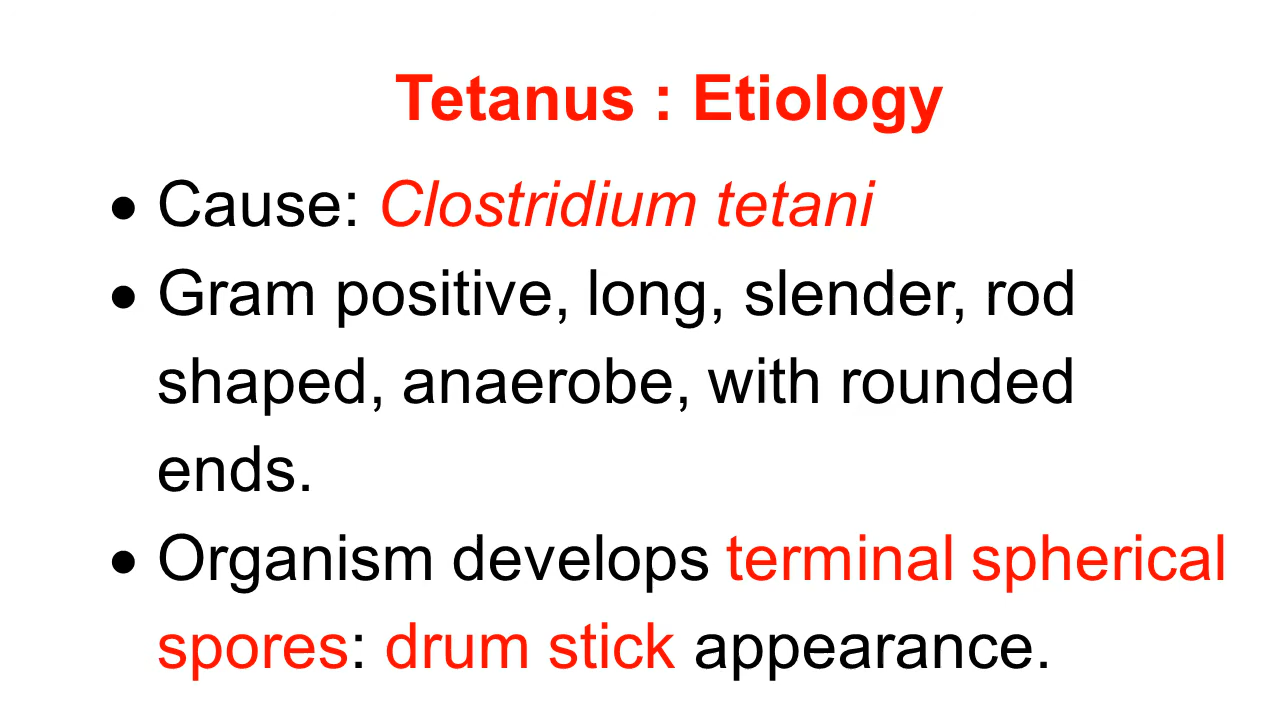 Tetanus : Etiology
• Cause: Clostridium tetani
• Gram positive, long, slender, rod
shaped, anaerobe, with rounded
ends.
• Organism develops terminal spherical
spores: drum stick appearance.